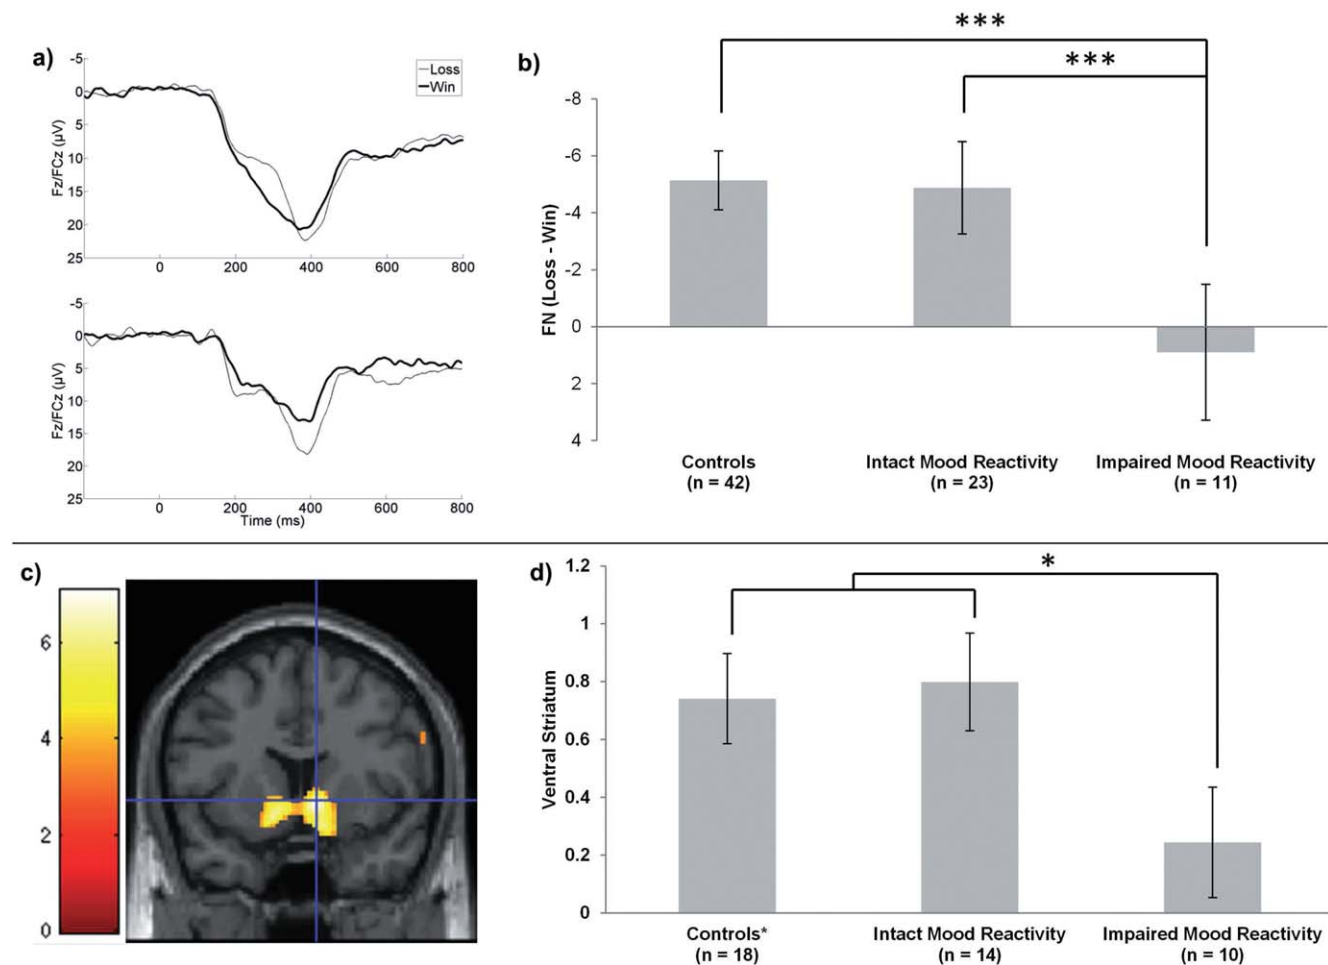 a)
Loss
Win
-5
0
5
10
15
20
25
Fz/FCz (µV)
0 200 400 600 800
-5
0
5
10
15
20
25
Fz/FCz (µV)
0 200 400 600 800
Time (ms)
b)
***
***
-8
-6
-4
-2
0
2
4
FN (Loss - Win)
Controls Intact Mood Reactivity Impaired Mood Reactivity
(n = 42) (n = 23) (n = 11)
c)
6
4
2
0
d)
*
1.2
1
0.8
0.6
0.4
0.2
0
Ventral Striatum
Controls* Intact Mood Reactivity Impaired Mood Reactivity
(n = 18) (n = 14) (n = 10)